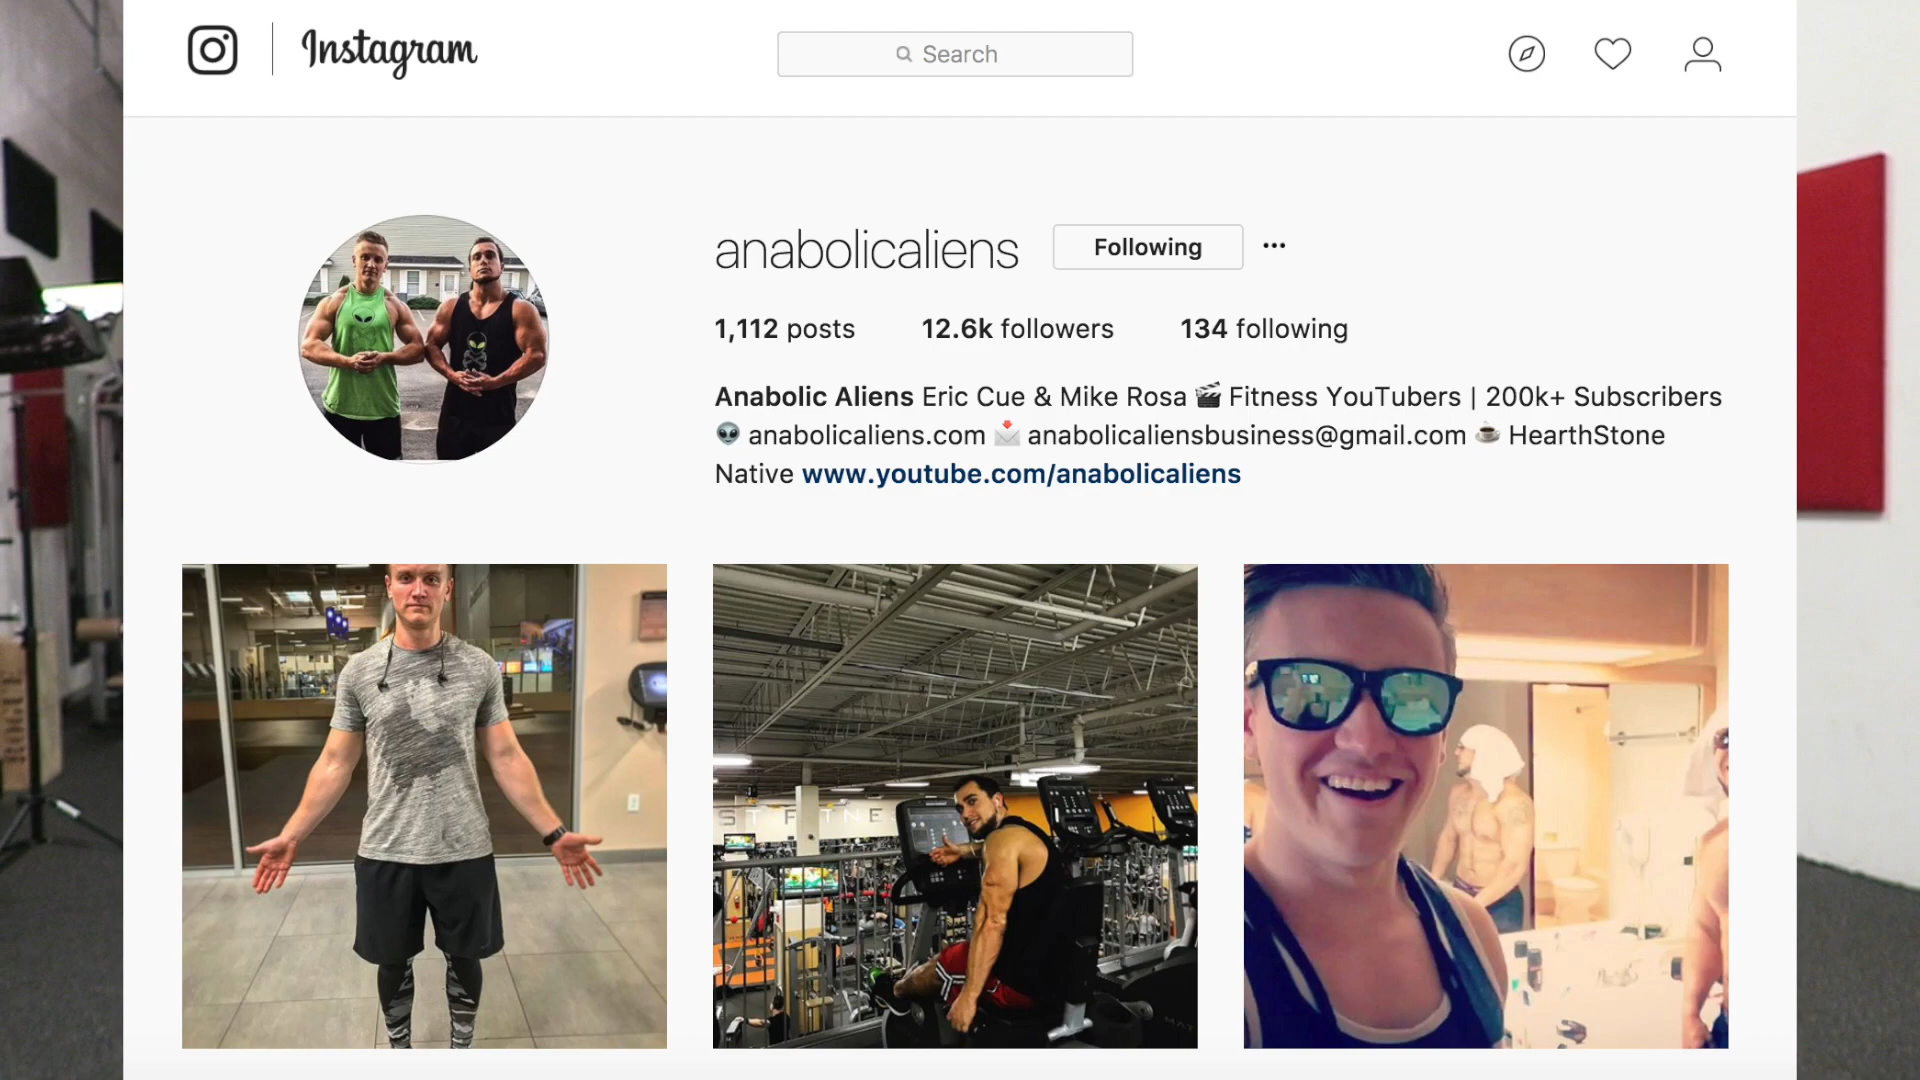 Instagram
Search
anabolicaliens
Following
1,112 posts 12.6k followers 134 following
Anabolic Aliens Eric Cue & Mike Rosa 🎬 Fitness YouTubers | 200k+ Subscribers
👽 anabolicaliens.com 📩 anabolicaliensbusiness@gmail.com ☕ HearthStone
Native www.youtube.com/anabolicaliens